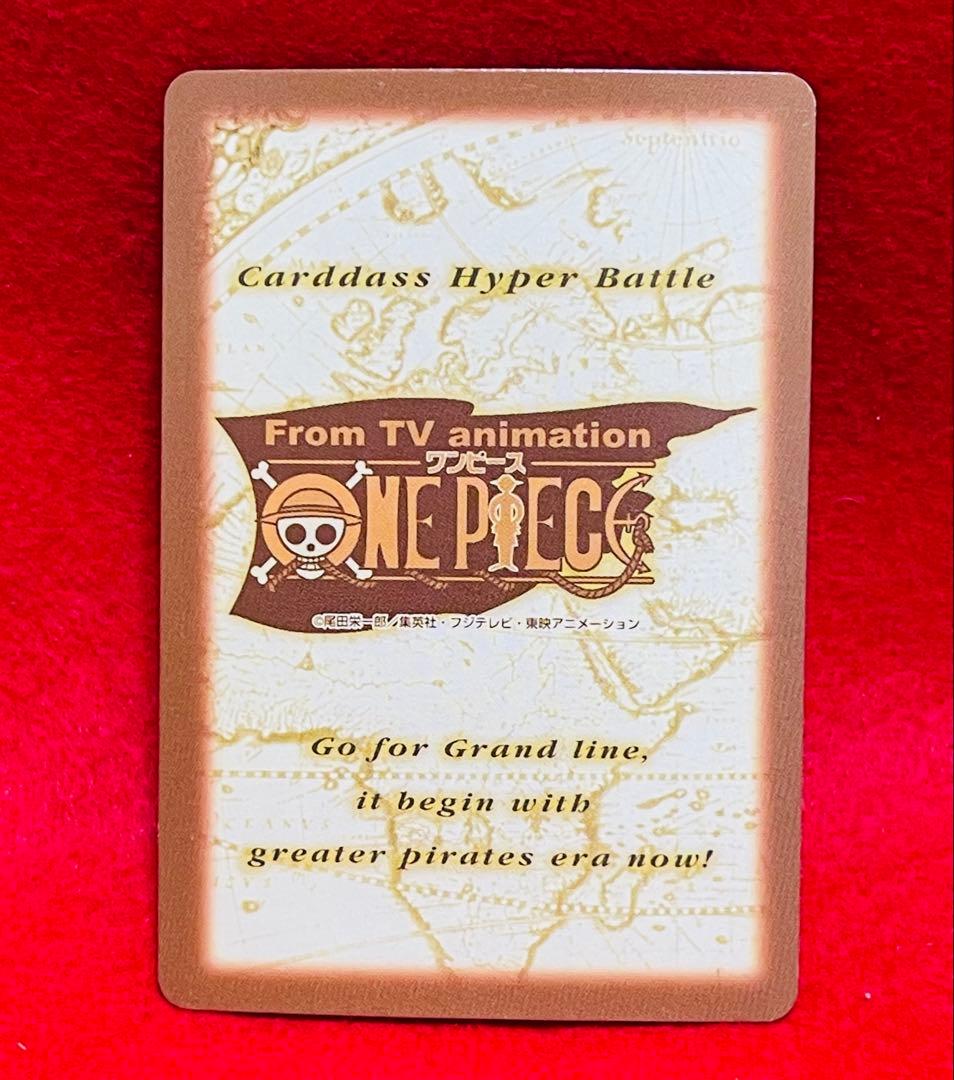 Septentrio
Carddass Hyper Battle
From TV animation
ワンピース
ONE PIECE
©尾田栄一郎／集英社・フジテレビ・東映アニメーション
Go for Grand line,
it begin with
greater pirates era now!